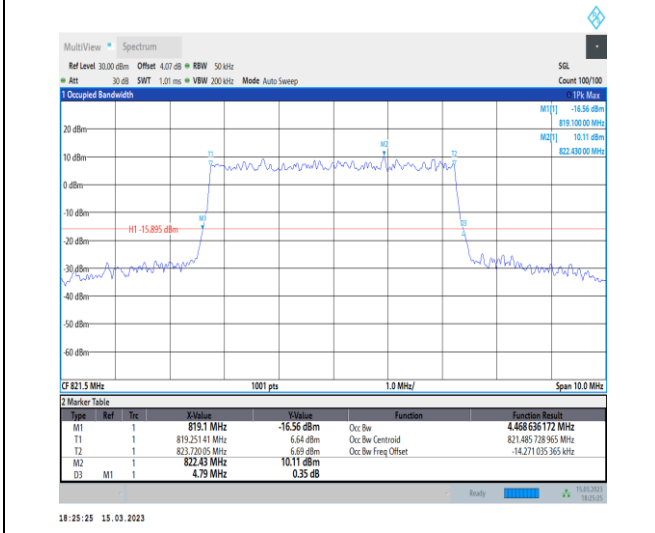 MultiView Spectrum
Ref Level 30.00 dBm Offset 4.07 dB RBW 50 kHz SGL
Att 30 dB SWT 1.01 ms VBW 200 kHz Mode Auto Sweep Count 100/100
1 Occupied Bandwidth 1Pk Max
M1[1] -16.56 dBm
819.100 00 MHz
M2[1] 10.11 dBm
822.430 00 MHz
20 dBm
M2
T1 T2
10 dBm
0 dBm
-10 dBm
M1 D3
H1 -15.895 dBm
-20 dBm
-30 dBm
-40 dBm
-50 dBm
-60 dBm
CF 821.5 MHz 1001 pts 1.0 MHz/ Span 10.0 MHz
2 Marker Table
Type Ref Trc X-Value Y-Value Function Function Result
M1 1 819.1 MHz -16.56 dBm Occ Bw 4.468 636 172 MHz
T1 1 819.251 41 MHz 6.64 dBm Occ Bw Centroid 821.485 728 965 MHz
T2 1 823.720 05 MHz 6.69 dBm Occ Bw Freq Offset -14.271 035 365 kHz
M2 1 822.43 MHz 10.11 dBm
D3 M1 1 4.79 MHz 0.35 dB
Ready 15.03.2023
18:25:25
18:25:25 15.03.2023